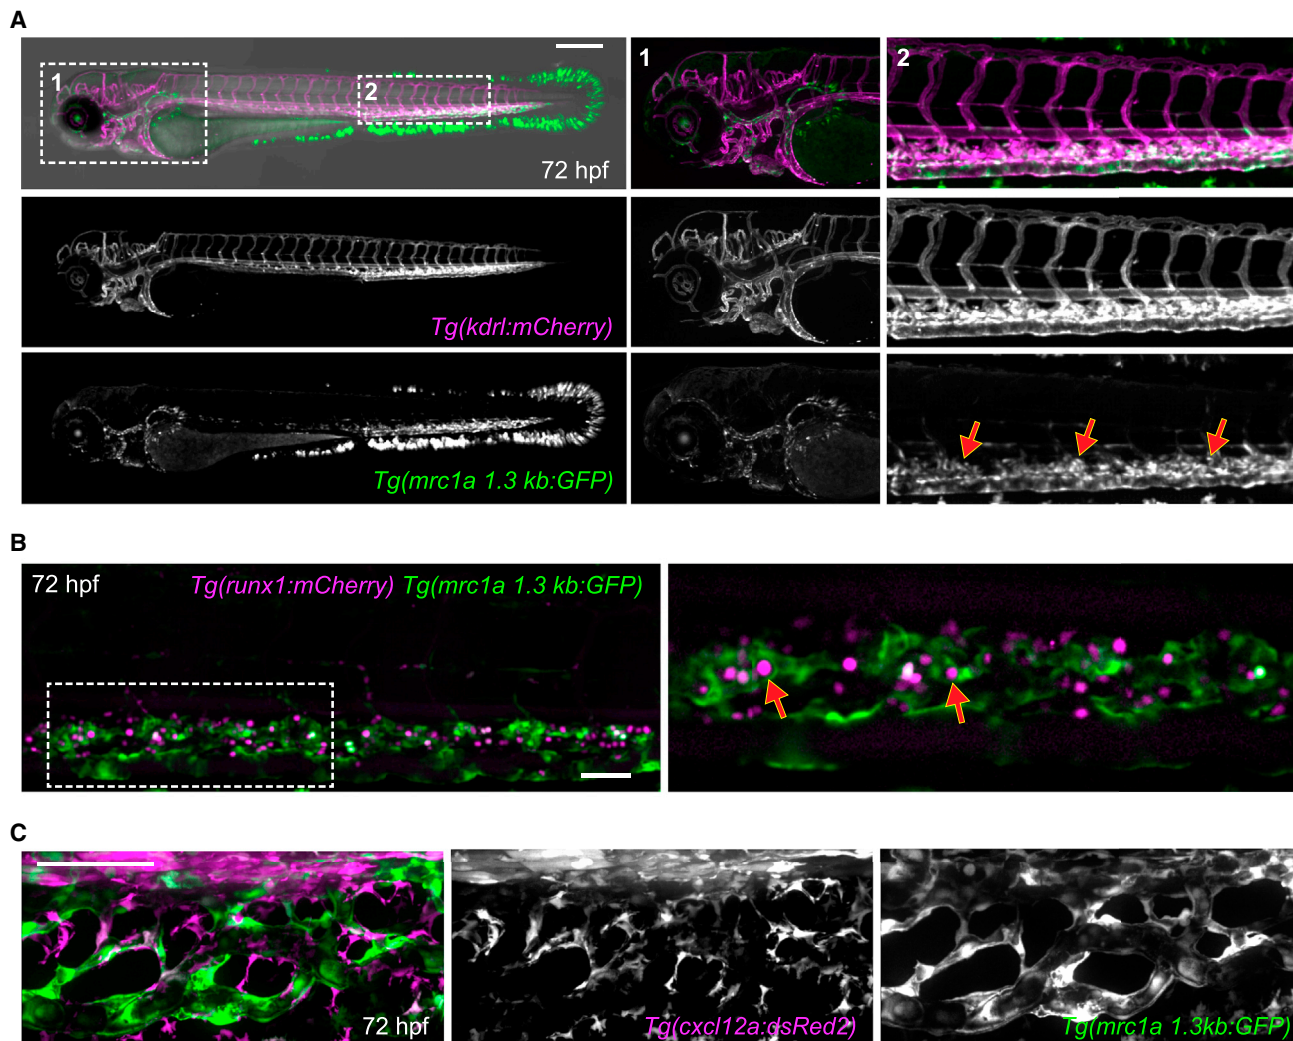 A
1
2
72 hpf
1
2
Tg(kdrl:mCherry)
Tg(mrc1a 1.3 kb:GFP)
B
72 hpf
Tg(runx1:mCherry) Tg(mrc1a 1.3 kb:GFP)
C
72 hpf
Tg(cxcl12a:dsRed2)
Tg(mrc1a 1.3kb:GFP)